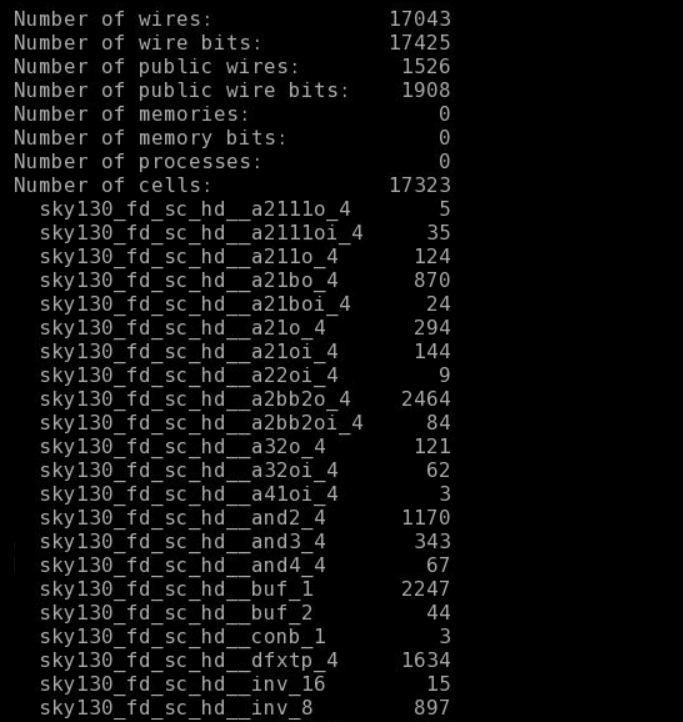 Number of wires: 17043
Number of wire bits: 17425
Number of public wires: 1526
Number of public wire bits: 1908
Number of memories: 0
Number of memory bits: 0
Number of processes: 0
Number of cells: 17323
sky130_fd_sc_hd__a2111o_4 5
sky130_fd_sc_hd__a2111oi_4 35
sky130_fd_sc_hd__a211o_4 124
sky130_fd_sc_hd__a21bo_4 870
sky130_fd_sc_hd__a21boi_4 24
sky130_fd_sc_hd__a21o_4 294
sky130_fd_sc_hd__a21oi_4 144
sky130_fd_sc_hd__a22oi_4 9
sky130_fd_sc_hd__a2bb2o_4 2464
sky130_fd_sc_hd__a2bb2oi_4 84
sky130_fd_sc_hd__a32o_4 121
sky130_fd_sc_hd__a32oi_4 62
sky130_fd_sc_hd__a41oi_4 3
sky130_fd_sc_hd__and2_4 1170
sky130_fd_sc_hd__and3_4 343
sky130_fd_sc_hd__and4_4 67
sky130_fd_sc_hd__buf_1 2247
sky130_fd_sc_hd__buf_2 44
sky130_fd_sc_hd__conb_1 3
sky130_fd_sc_hd__dfxtp_4 1634
sky130_fd_sc_hd__inv_16 15
sky130_fd_sc_hd__inv_8 897